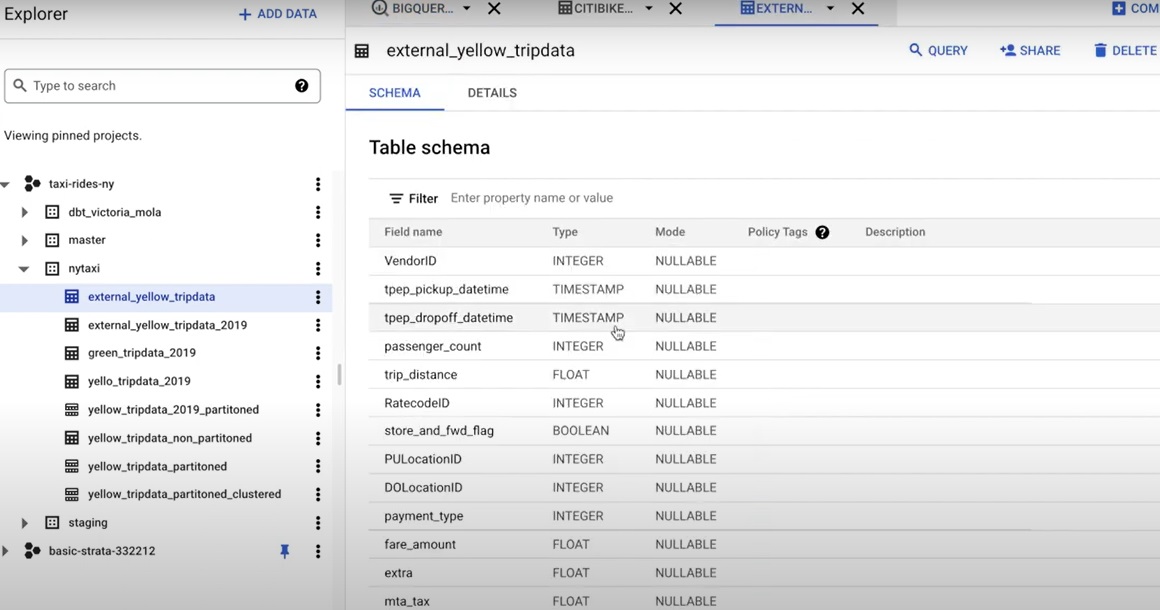 Explorer
+ ADD DATA
Type to search
Viewing pinned projects.
taxi-rides-ny
dbt_victoria_mola
master
nytaxi
external_yellow_tripdata
external_yellow_tripdata_2019
green_tripdata_2019
yello_tripdata_2019
yellow_tripdata_2019_partitoned
yellow_tripdata_non_partitoned
yellow_tripdata_partitoned
yellow_tripdata_partitoned_clustered
staging
basic-strata-332212
BIGQUER... CITIBIKE... EXTERN... COM
external_yellow_tripdata QUERY SHARE DELETE
SCHEMA DETAILS
Table schema
Filter Enter property name or value
Field name Type Mode Policy Tags Description
VendorID INTEGER NULLABLE
tpep_pickup_datetime TIMESTAMP NULLABLE
tpep_dropoff_datetime TIMESTAMP NULLABLE
passenger_count INTEGER NULLABLE
trip_distance FLOAT NULLABLE
RatecodeID INTEGER NULLABLE
store_and_fwd_flag BOOLEAN NULLABLE
PULocationID INTEGER NULLABLE
DOLocationID INTEGER NULLABLE
payment_type INTEGER NULLABLE
fare_amount FLOAT NULLABLE
extra FLOAT NULLABLE
mta_tax FLOAT NULLABLE